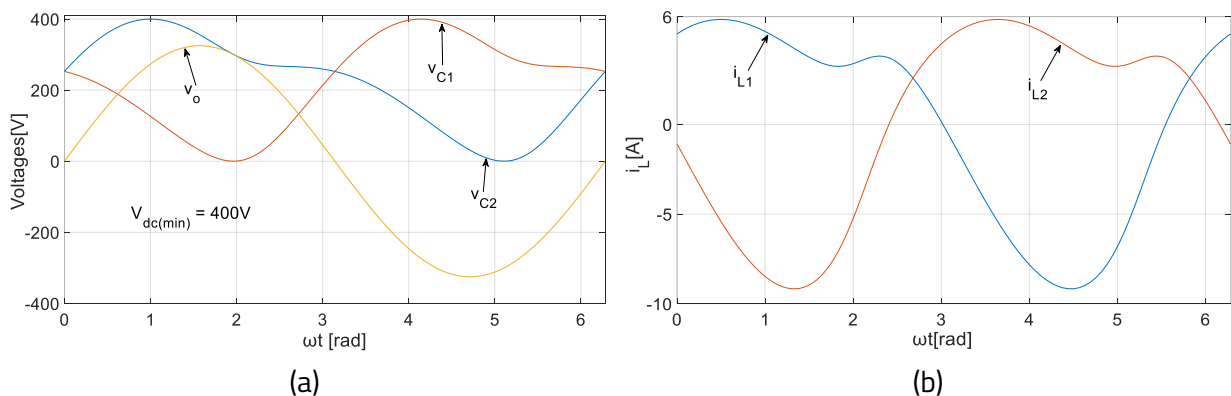 400
200
0
-200
-400
Voltages[V]
v_o
v_C1
v_C2
V_dc(min) = 400V
0 1 2 3 4 5 6
ωt [rad]
(a)
6
0
-5
-10
i_L[A]
i_L1
i_L2
0 1 2 3 4 5 6
ωt[rad]
(b)